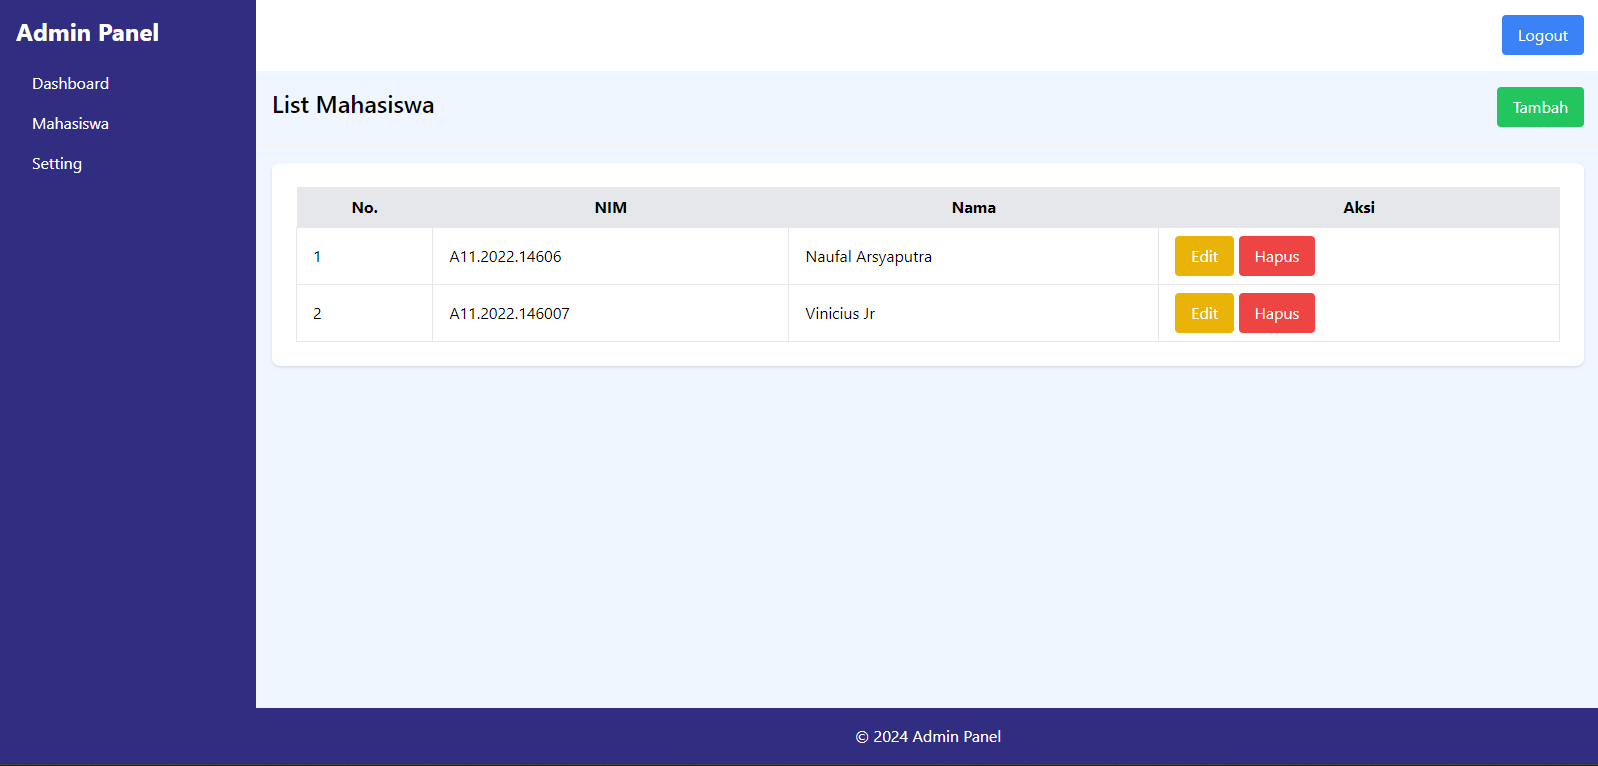 Admin Panel
Dashboard
Mahasiswa
Setting
Logout
List Mahasiswa
Tambah
No. NIM Nama Aksi
1 A11.2022.14606 Naufal Arsyaputra Edit Hapus
2 A11.2022.146007 Vinicius Jr Edit Hapus
© 2024 Admin Panel